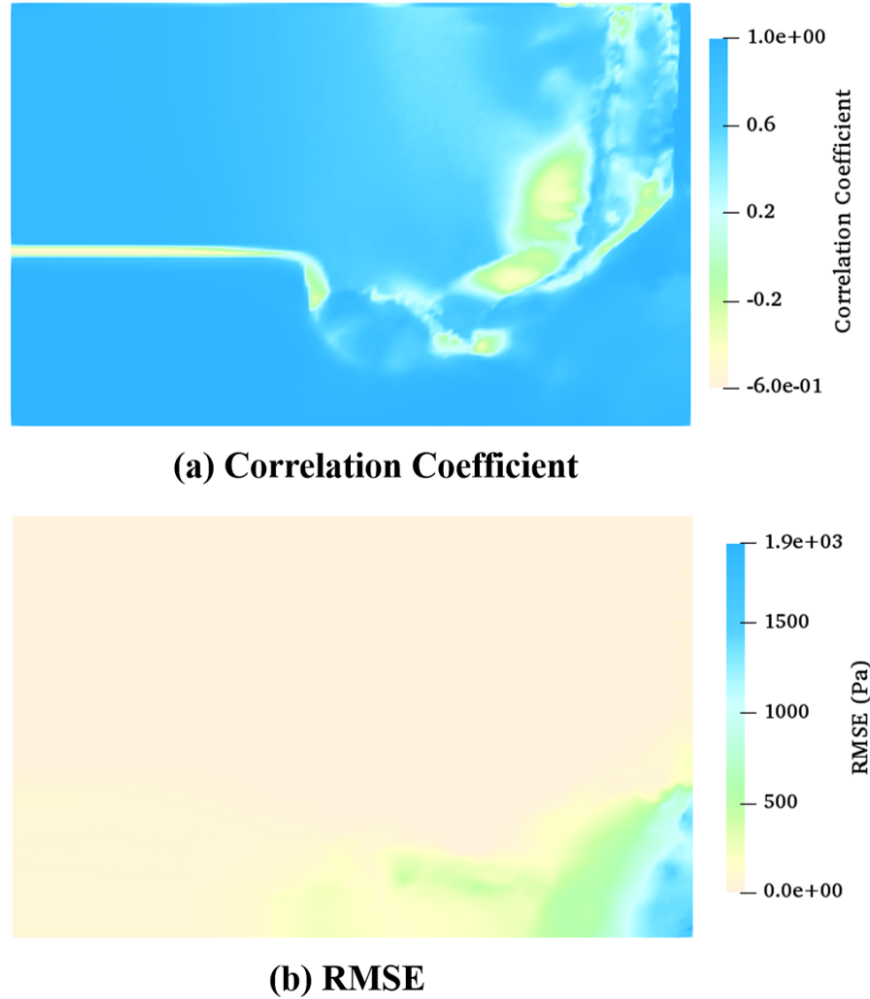 1.0e+00
0.6
0.2
-0.2
-6.0e-01
Correlation Coefficient
(a) Correlation Coefficient
1.9e+03
1500
1000
500
0.0e+00
RMSE (Pa)
(b) RMSE